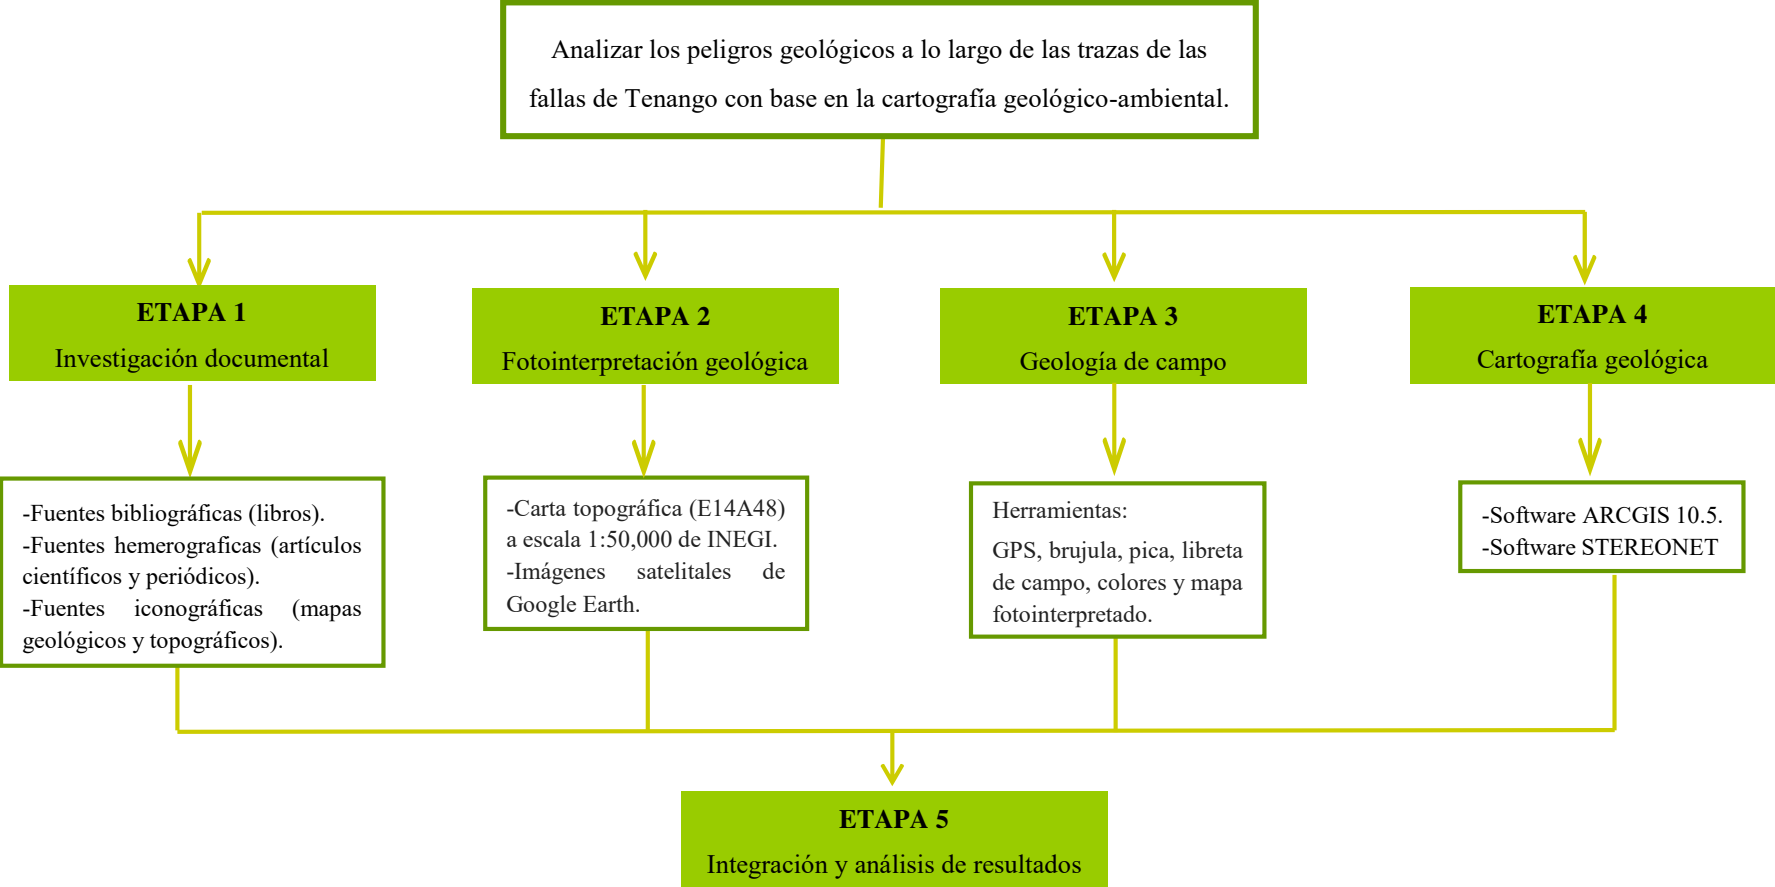 Analizar los peligros geológicos a lo largo de las trazas de las
fallas de Tenango con base en la cartografía geológico-ambiental.
ETAPA 1
Investigación documental
ETAPA 2
Fotointerpretación geológica
ETAPA 3
Geología de campo
ETAPA 4
Cartografía geológica
-Fuentes bibliográficas (libros).
-Fuentes hemerograficas (artículos
científicos y periódicos).
-Fuentes iconográficas (mapas
geológicos y topográficos).
-Carta topográfica (E14A48)
a escala 1:50,000 de INEGI.
-Imágenes satelitales de
Google Earth.
Herramientas:
GPS, brujula, pica, libreta
de campo, colores y mapa
fotointerpretado.
-Software ARCGIS 10.5.
-Software STEREONET
ETAPA 5
Integración y análisis de resultados